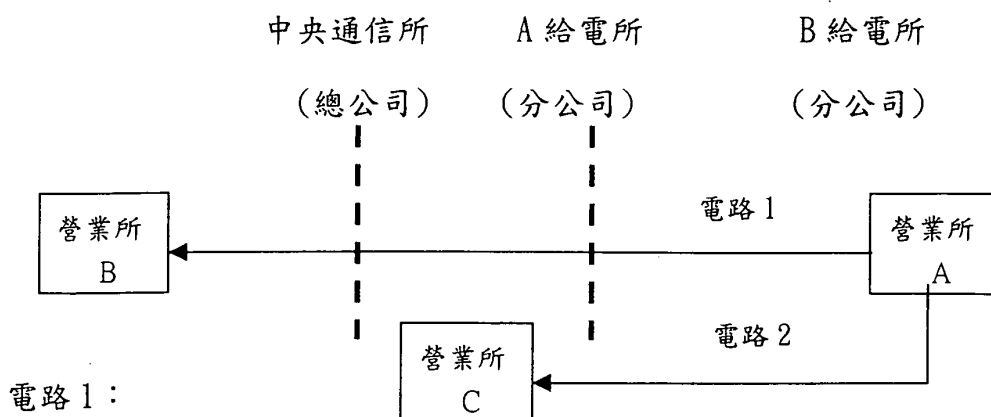 中央通信所 A 給電所 B 給電所
(總公司) (分公司) (分公司)
電路 1
營業所 營業所
B A
電路 2
營業所
電路 1：
C